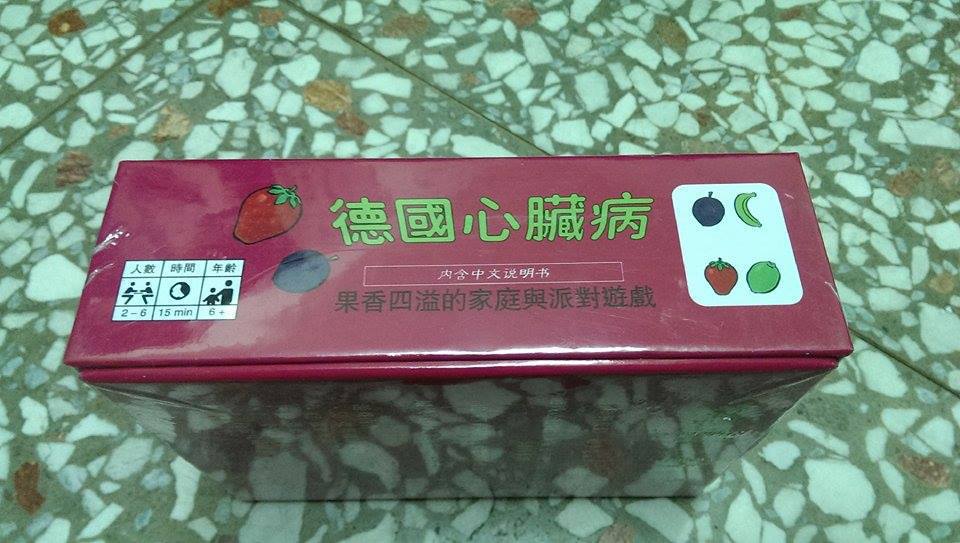 德國心臟病
内含中文说明书
果香四溢的家庭與派對遊戲
人數 時間 年齡
2-6 15 min 6+